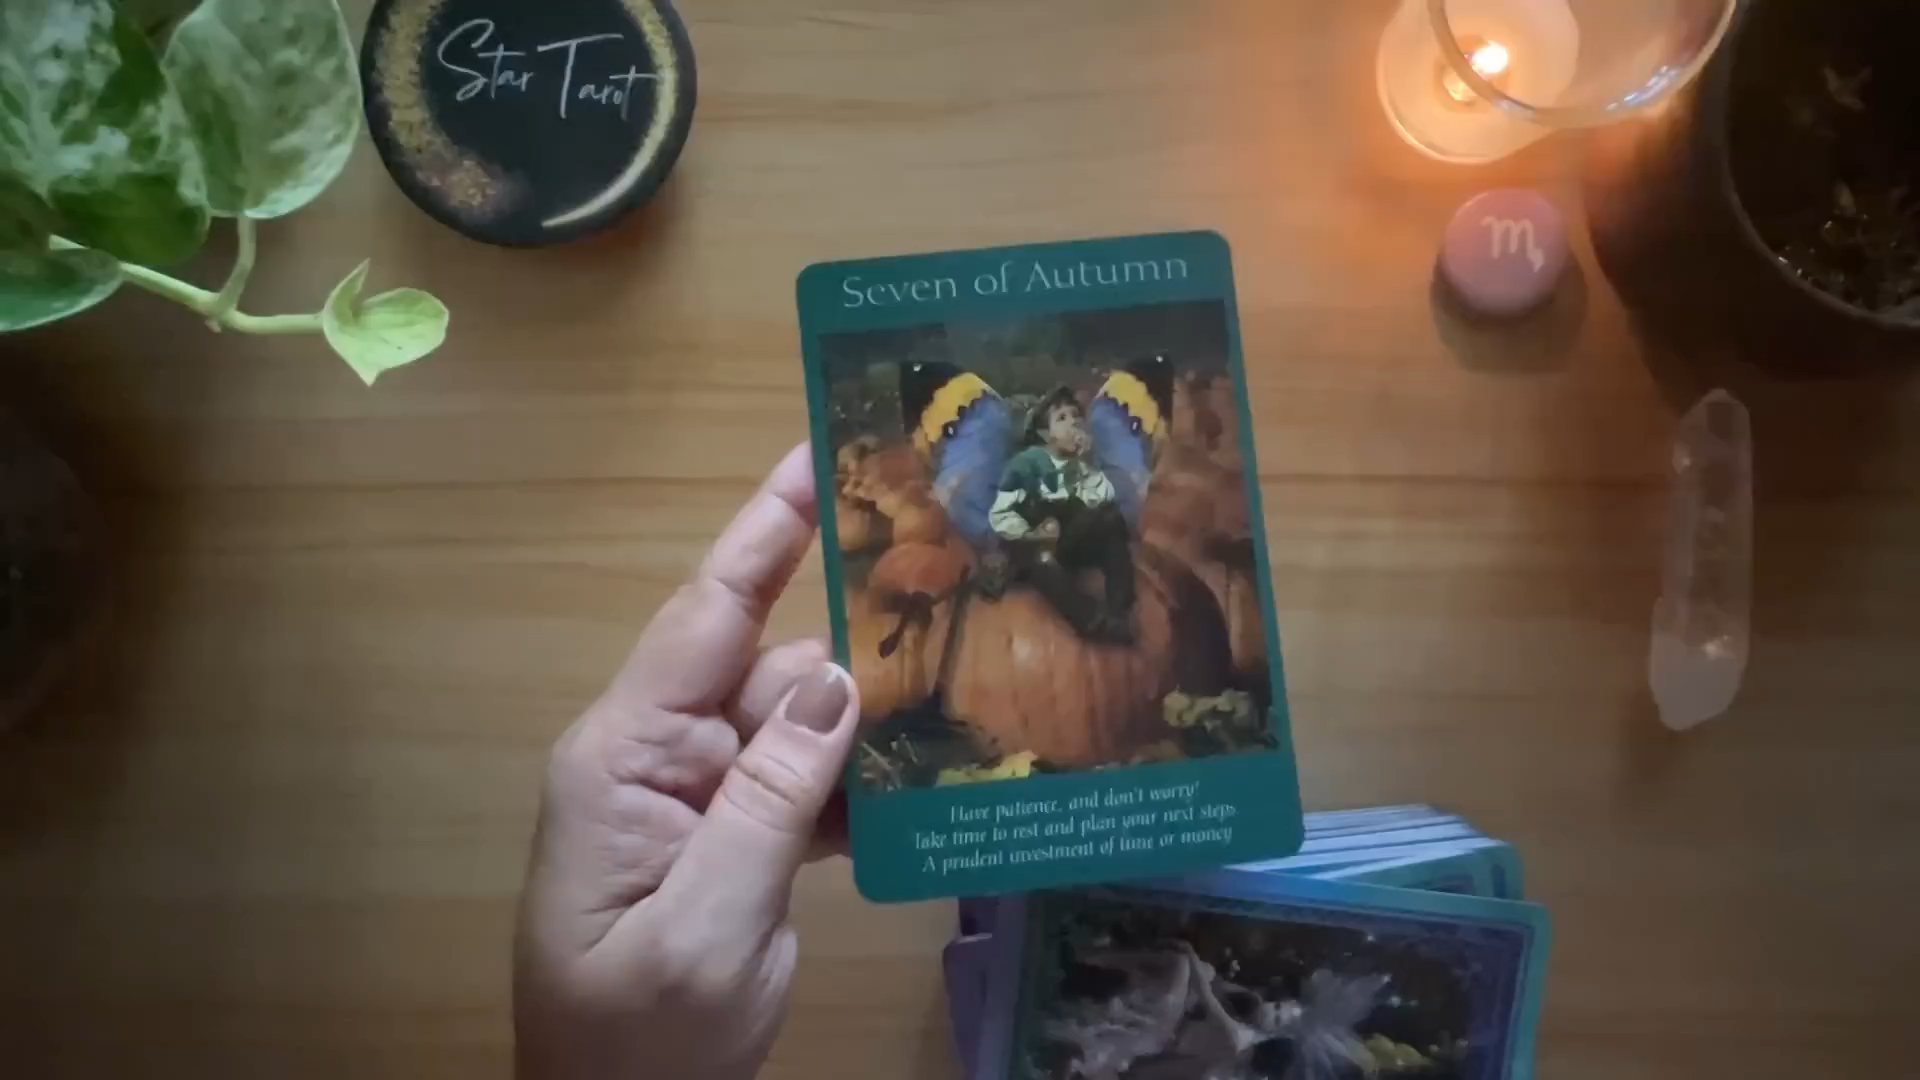 Star Tarot
♏
Seven of Autumn
Have patience, and don't worry!
Take time to rest and plan your next steps
A prudent investment of time or money